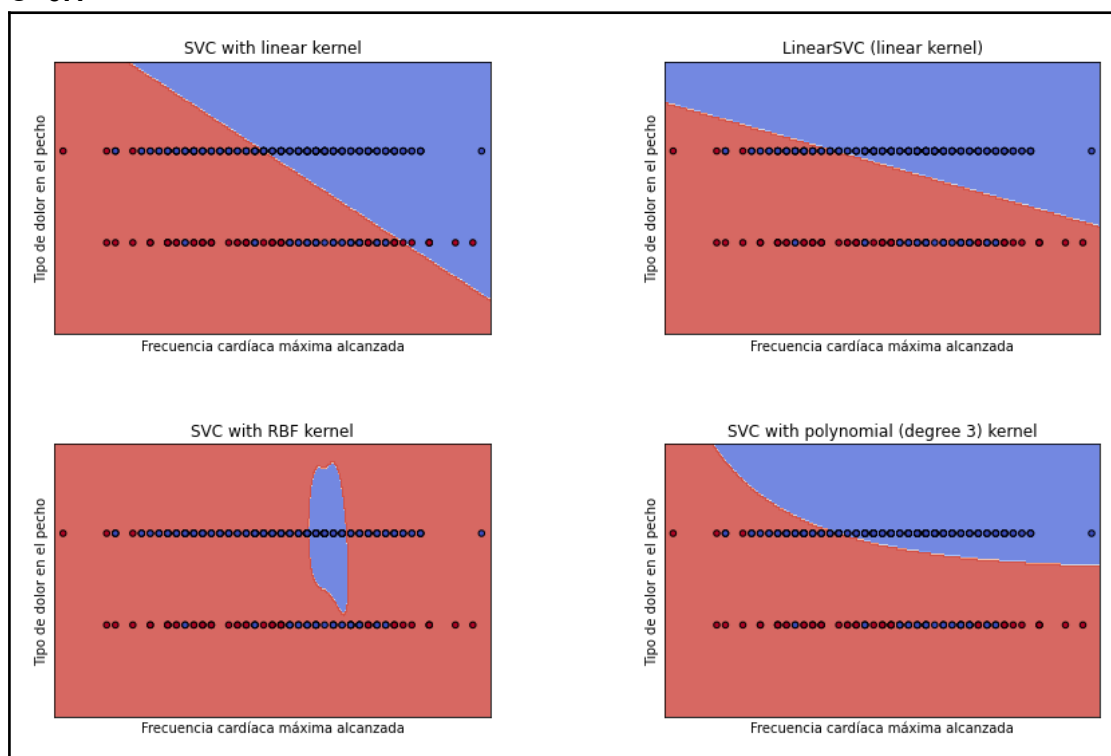 SVC with linear kernel
Tipo de dolor en el pecho
Frecuencia cardíaca máxima alcanzada
LinearSVC (linear kernel)
Tipo de dolor en el pecho
Frecuencia cardíaca máxima alcanzada
SVC with RBF kernel
Tipo de dolor en el pecho
Frecuencia cardíaca máxima alcanzada
SVC with polynomial (degree 3) kernel
Tipo de dolor en el pecho
Frecuencia cardíaca máxima alcanzada